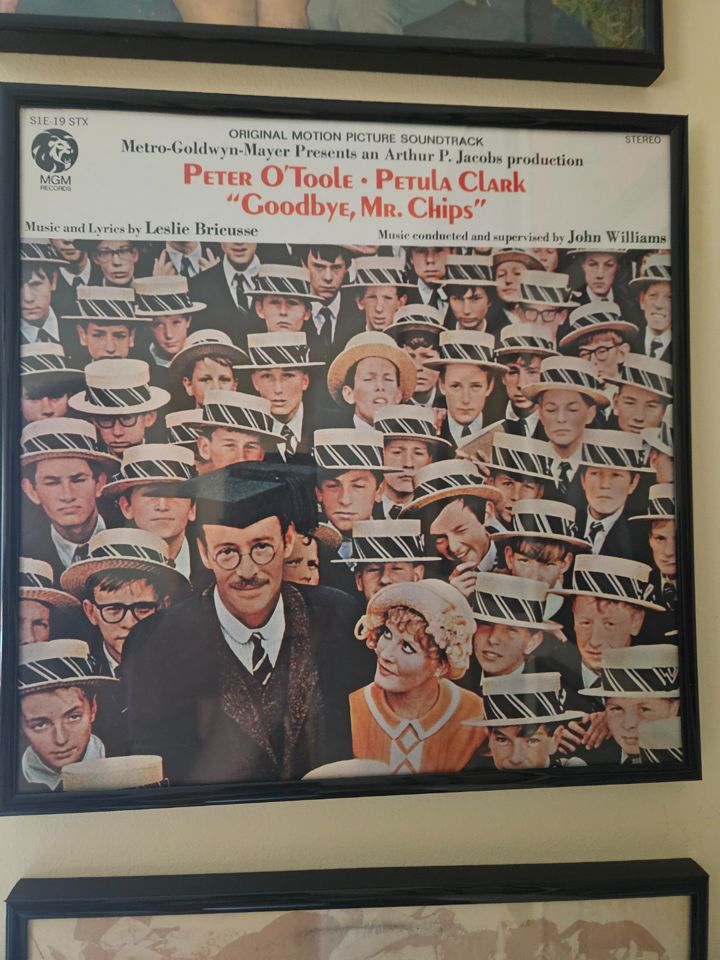 S1E-19 STX
ORIGINAL MOTION PICTURE SOUNDTRACK
STEREO
Metro-Goldwyn-Mayer Presents an Arthur P. Jacobs production
MGM
RECORDS
PETER O'TOOLE • PETULA CLARK
"GOODBYE, MR. CHIPS"
Music and Lyrics by Leslie Bricusse
Music conducted and supervised by John Williams